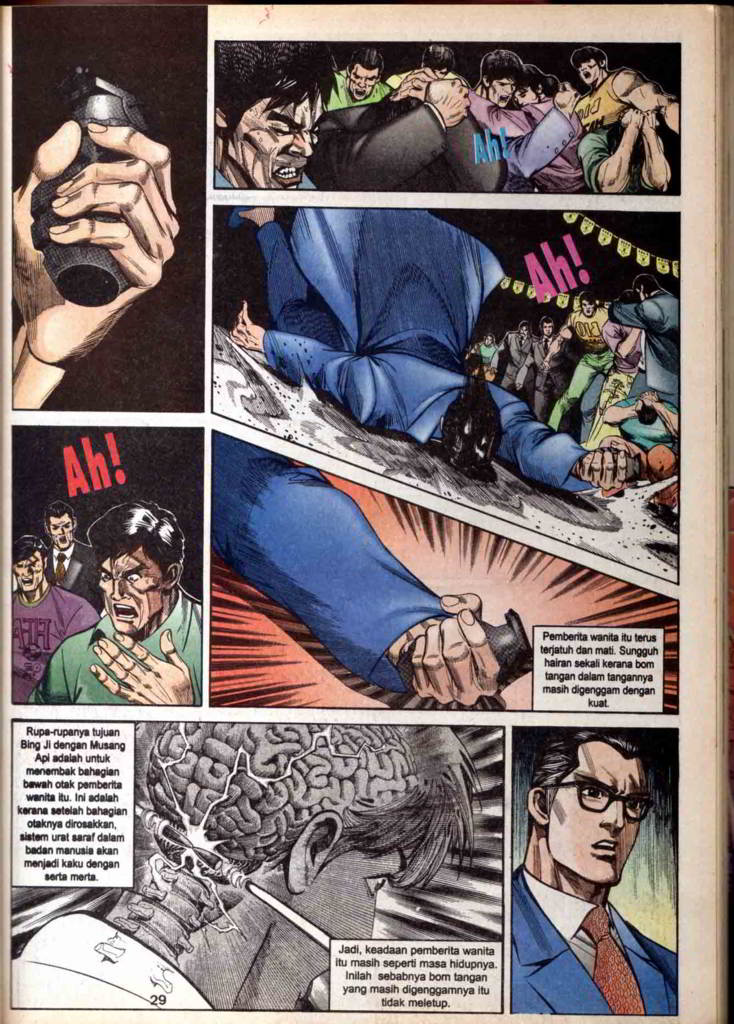 Ah!
Ah!
Ah!
Pemberita wanita itu terus
terjatuh dan mati. Sungguh
hairan sekali kerana bom
tangan dalam tangannya
masih digenggam dengan
kuat.
Rupa-rupanya tujuan
Bing Ji dengan Musang
Api adalah untuk
menembak bahagian
bawah otak pemberita
wanita itu. Ini adalah
kerana setelah bahagian
otaknya dirosakkan,
sistem urat saraf dalam
badan manusia akan
menjadi kaku dengan
serta merta.
Jadi, keadaan pemberita wanita
itu masih seperti masa hidupnya.
Inilah sebabnya bom tangan
yang masih digenggamnya itu
tidak meletup.
29